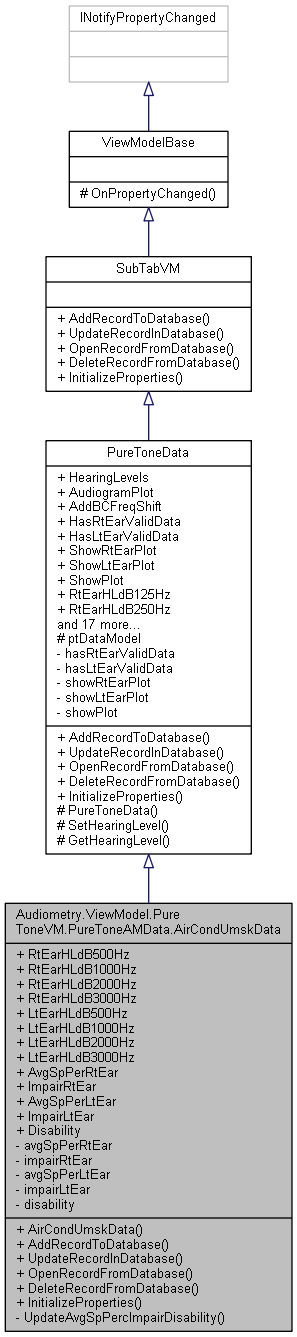 INotifyPropertyChanged
ViewModelBase
# OnPropertyChanged()
SubTabVM
+ AddRecordToDatabase()
+ UpdateRecordInDatabase()
+ OpenRecordFromDatabase()
+ DeleteRecordFromDatabase()
+ InitializeProperties()
PureToneData
+ HearingLevels
+ AudiogramPlot
+ AddBCFreqShift
+ HasRtEarValidData
+ HasLtEarValidData
+ ShowRtEarPlot
+ ShowLtEarPlot
+ ShowPlot
+ RtEarHLdB125Hz
+ RtEarHLdB250Hz
and 17 more...
# ptDataModel
- hasRtEarValidData
- hasLtEarValidData
- showRtEarPlot
- showLtEarPlot
- showPlot
+ AddRecordToDatabase()
+ UpdateRecordInDatabase()
+ OpenRecordFromDatabase()
+ DeleteRecordFromDatabase()
+ InitializeProperties()
# PureToneData()
# SetHearingLevel()
# GetHearingLevel()
Audiometry.ViewModel.Pure
ToneVM.PureToneAMData.AirCondUmskData
+ RtEarHLdB500Hz
+ RtEarHLdB1000Hz
+ RtEarHLdB2000Hz
+ RtEarHLdB3000Hz
+ LtEarHLdB500Hz
+ LtEarHLdB1000Hz
+ LtEarHLdB2000Hz
+ LtEarHLdB3000Hz
+ AvgSpPerRtEar
+ ImpairRtEar
+ AvgSpPerLtEar
+ ImpairLtEar
+ Disability
- avgSpPerRtEar
- impairRtEar
- avgSpPerLtEar
- impairLtEar
- disability
+ AirCondUmskData()
+ AddRecordToDatabase()
+ UpdateRecordInDatabase()
+ OpenRecordFromDatabase()
+ DeleteRecordFromDatabase()
+ InitializeProperties()
- UpdateAvgSpPercImpairDisability()